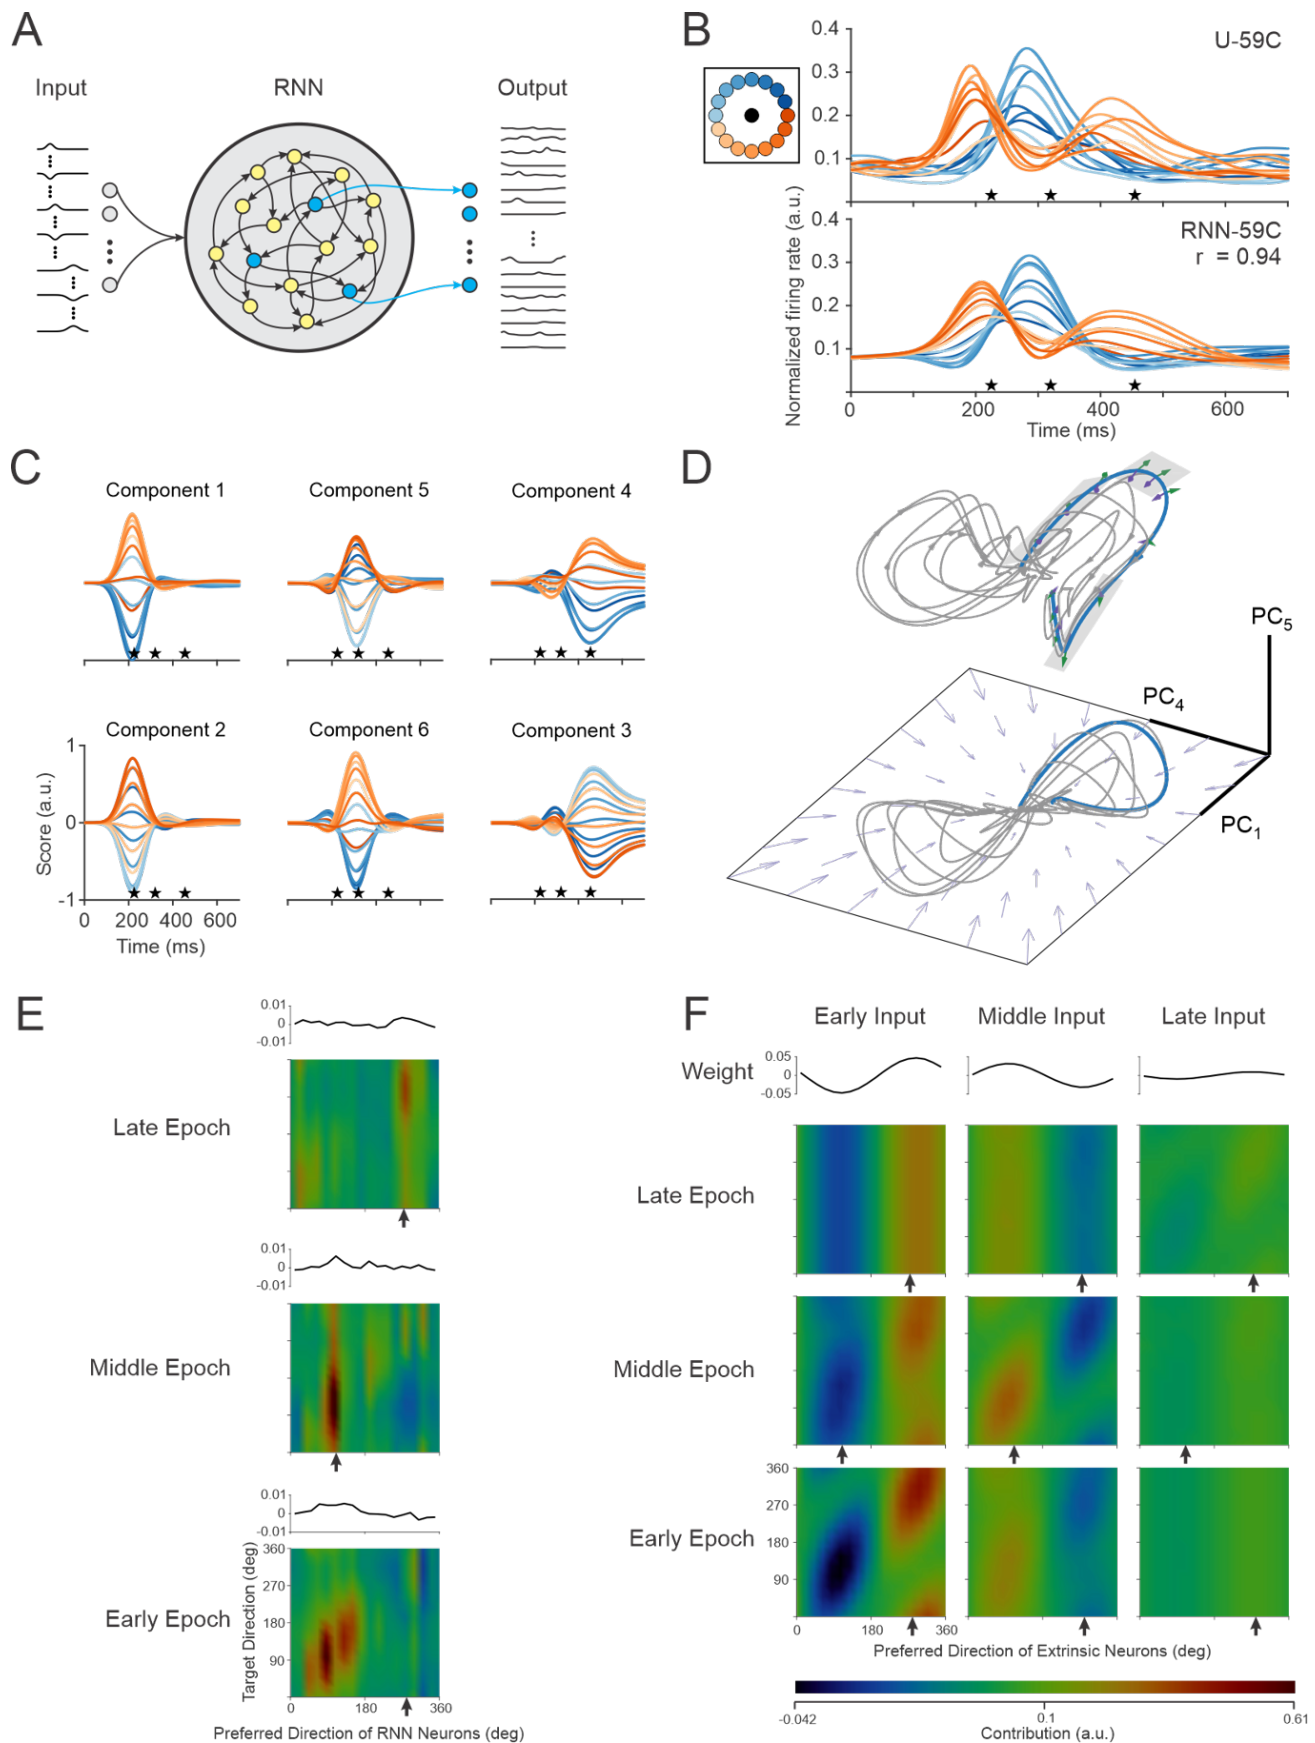 A
Input
RNN
Output
B
U-59C
0.4
0.3
0.2
0.1
RNN-59C
r = 0.94
0.4
0.3
0.2
0.1
Normalized firing rate (a.u.)
0
200
400
600
Time (ms)
C
Component 1
Component 5
Component 4
Component 2
Component 6
Component 3
1
0
-1
Score (a.u.)
0
200
400
600
Time (ms)
D
PC5
PC4
PC1
E
0.01
0
-0.01
Late Epoch
0.01
0
-0.01
Middle Epoch
0.01
0
-0.01
Early Epoch
Target Direction (deg)
360
270
180
90
0
180
360
Preferred Direction of RNN Neurons (deg)
F
Early Input
Middle Input
Late Input
Weight
0.05
0
-0.05
Late Epoch
Middle Epoch
Early Epoch
360
270
180
90
0
180
360
0
180
360
0
180
360
Preferred Direction of Extrinsic Neurons (deg)
-0.042
0.1
0.61
Contribution (a.u.)